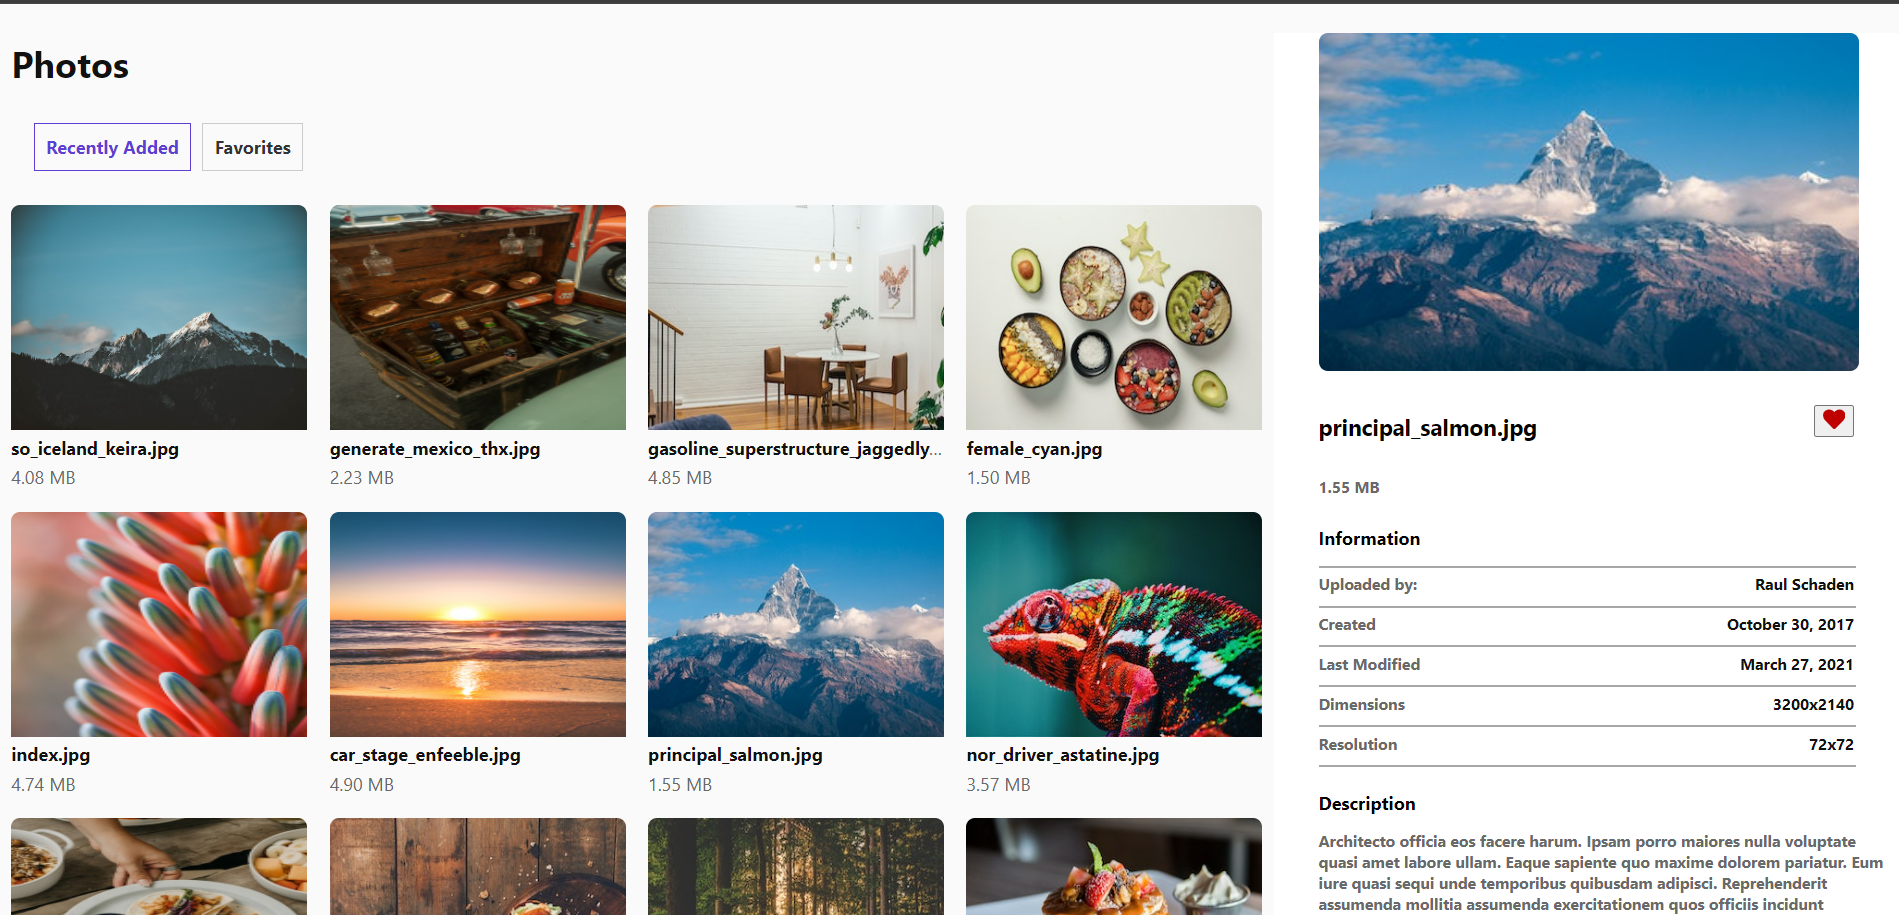 Photos
Recently Added
Favorites
so_iceland_keira.jpg
4.08 MB
generate_mexico_thx.jpg
2.23 MB
gasoline_superstructure_jaggedly...
4.85 MB
female_cyan.jpg
1.50 MB
index.jpg
4.74 MB
car_stage_enfeeble.jpg
4.90 MB
principal_salmon.jpg
1.55 MB
nor_driver_astatine.jpg
3.57 MB
principal_salmon.jpg
1.55 MB
Information
Uploaded by: Raul Schaden
Created October 30, 2017
Last Modified March 27, 2021
Dimensions 3200x2140
Resolution 72x72
Description
Architecto officia eos facere harum. Ipsam porro maiores nulla voluptate
quasi amet labore ullam. Eaque sapiente quo maxime dolorem pariatur. Eum
iure quasi sequi unde temporibus quibusdam adipisci. Reprehenderit
assumenda mollitia assumenda exercitationem quos officiis incidunt